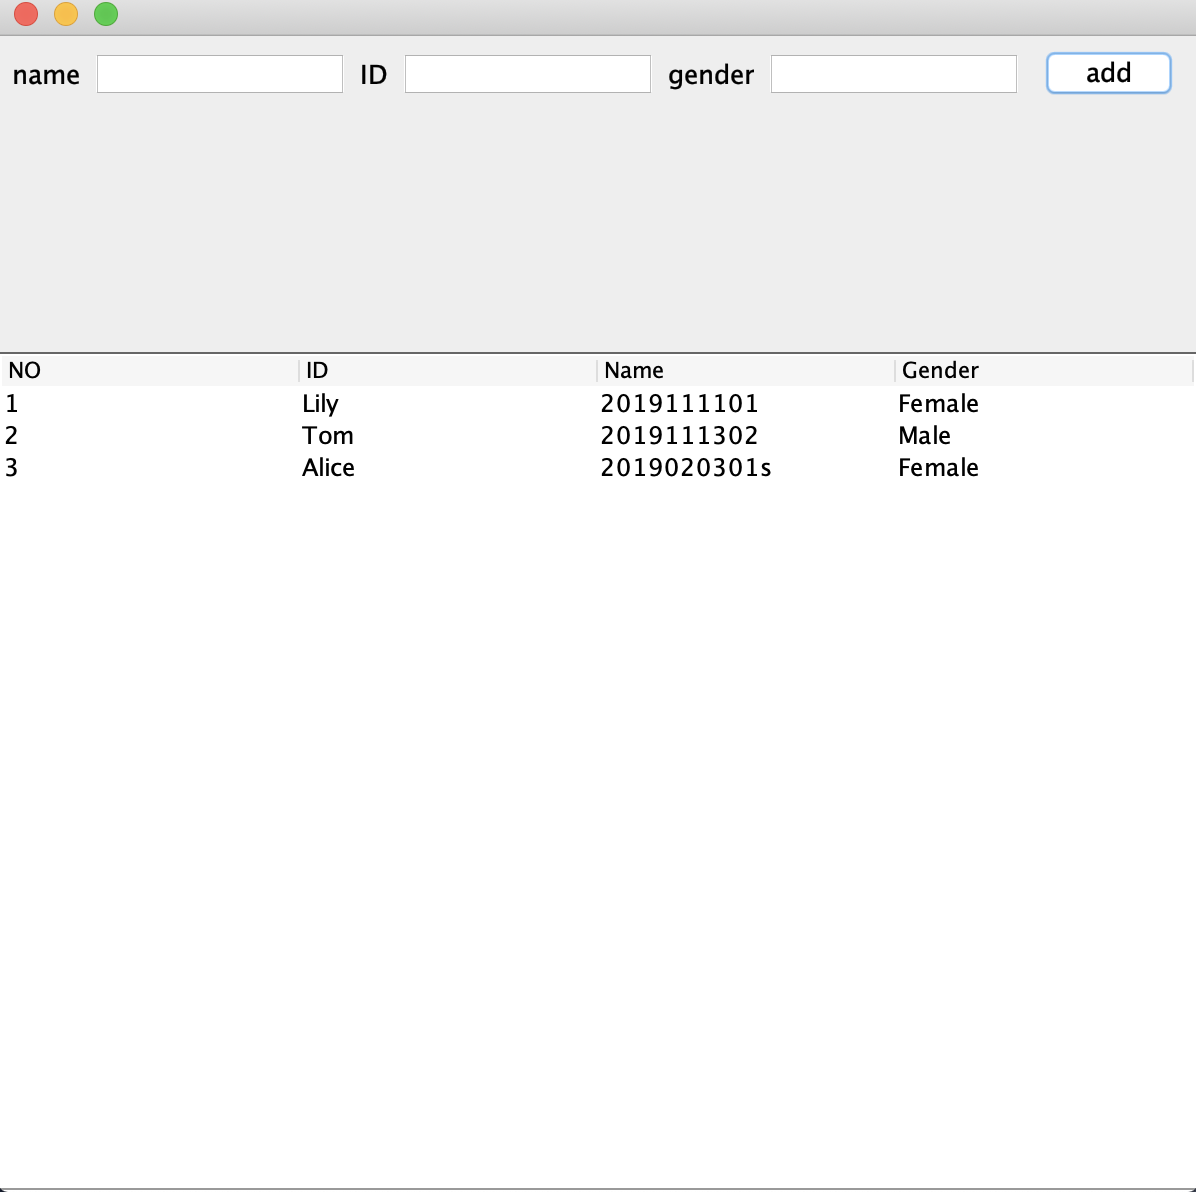 name ID gender add
NO ID Name Gender
1 Lily 2019111101 Female
2 Tom 2019111302 Male
3 Alice 2019020301s Female